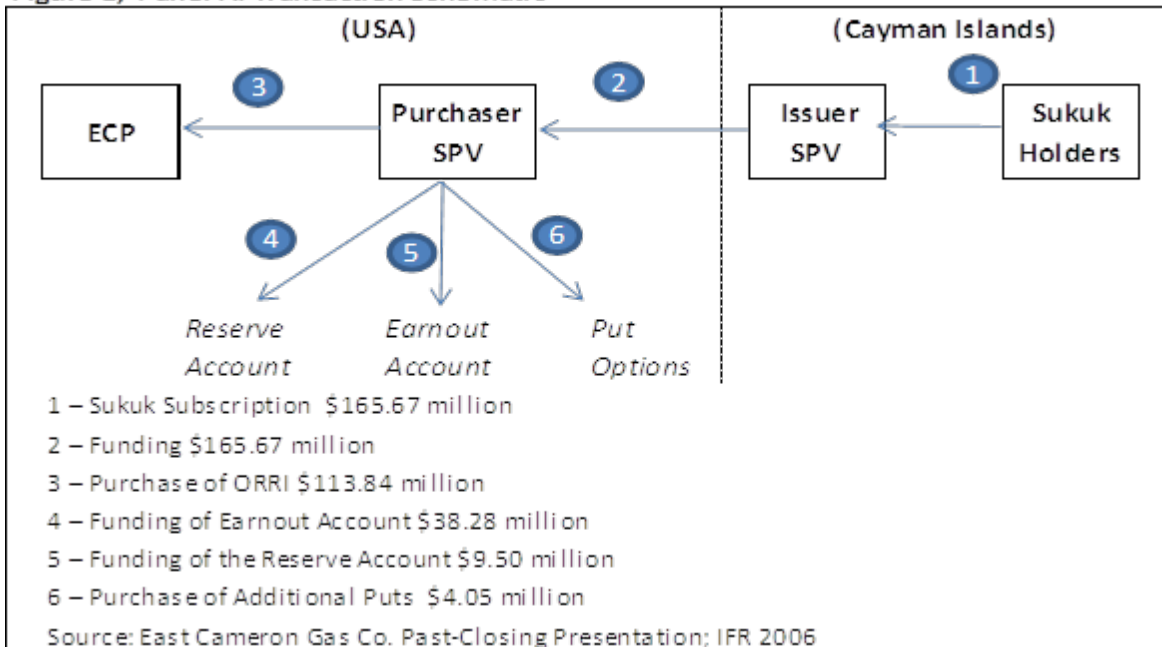 (USA)
(Cayman Islands)
3
2
1
ECP
Purchaser
SPV
Issuer
SPV
Sukuk
Holders
4
5
6
Reserve
Account
Earnout
Account
Put
Options
1 – Sukuk Subscription $165.67 million
2 – Funding $165.67 million
3 – Purchase of ORRI $113.84 million
4 – Funding of Earnout Account $38.28 million
5 – Funding of the Reserve Account $9.50 million
6 – Purchase of Additional Puts $4.05 million
Source: East Cameron Gas Co. Past-Closing Presentation; IFR 2006